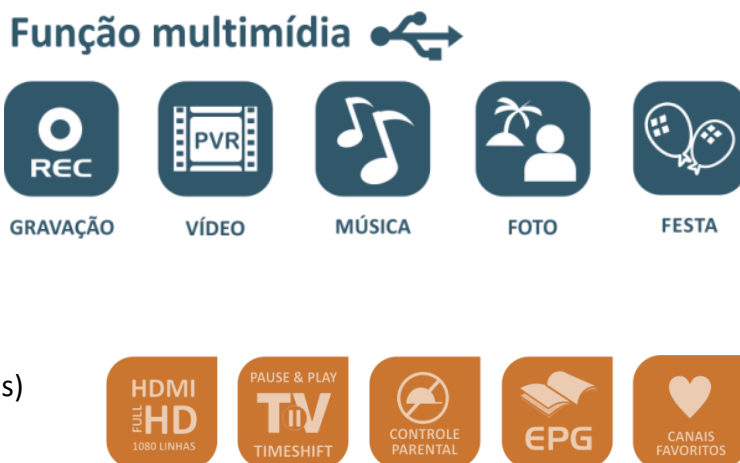 Função multimídia
REC
PVR
GRAVAÇÃO
VÍDEO
MÚSICA
FOTO
FESTA
s)
HDMI
FULL HD
1080 LINHAS
PAUSE & PLAY
TV
TIMESHIFT
CONTROLE
PARENTAL
EPG
CANAIS
FAVORITOS